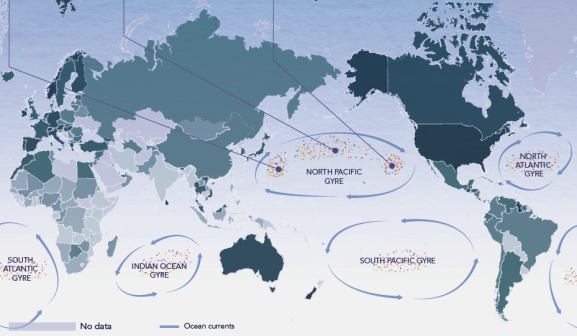 NORTH PACIFIC
GYRE
NORTH
ATLANTIC
GYRE
SOUTH
ATLANTIC
GYRE
INDIAN OCEAN
GYRE
SOUTH PACIFIC GYRE
No data
Ocean currents